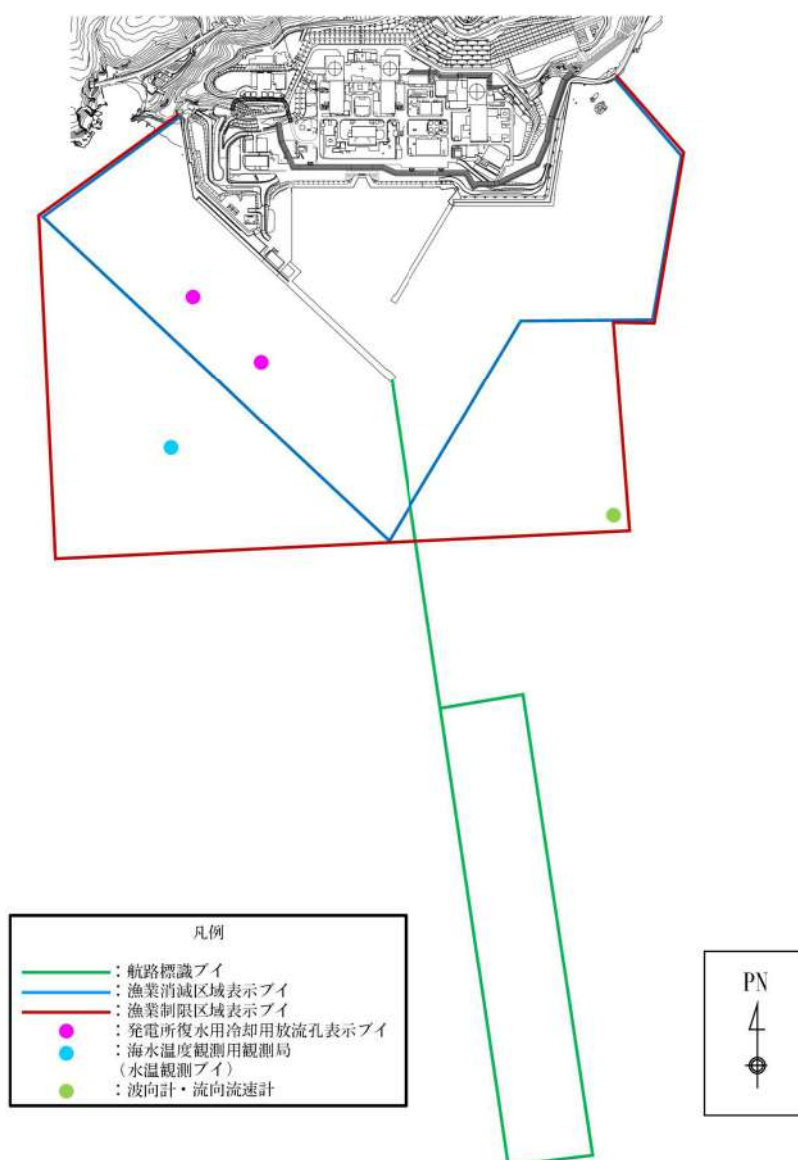 凡例
：航路標識ブイ
：漁業消滅区域表示ブイ
：漁業制限区域表示ブイ
：発電所復水用冷却用放流孔表示ブイ
：海水温度観測用観測局
（水温観測ブイ）
：波向計・流向流速計
PN